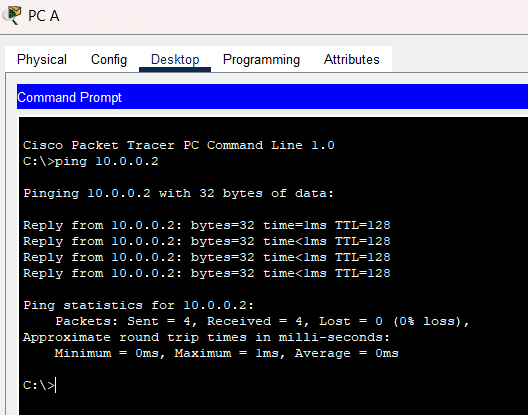 PC A
Physical Config Desktop Programming Attributes
Command Prompt
Cisco Packet Tracer PC Command Line 1.0
C:\>ping 10.0.0.2
Pinging 10.0.0.2 with 32 bytes of data:
Reply from 10.0.0.2: bytes=32 time=1ms TTL=128
Reply from 10.0.0.2: bytes=32 time<1ms TTL=128
Reply from 10.0.0.2: bytes=32 time<1ms TTL=128
Reply from 10.0.0.2: bytes=32 time<1ms TTL=128
Ping statistics for 10.0.0.2:
Packets: Sent = 4, Received = 4, Lost = 0 (0% loss),
Approximate round trip times in milli-seconds:
Minimum = 0ms, Maximum = 1ms, Average = 0ms
C:\>